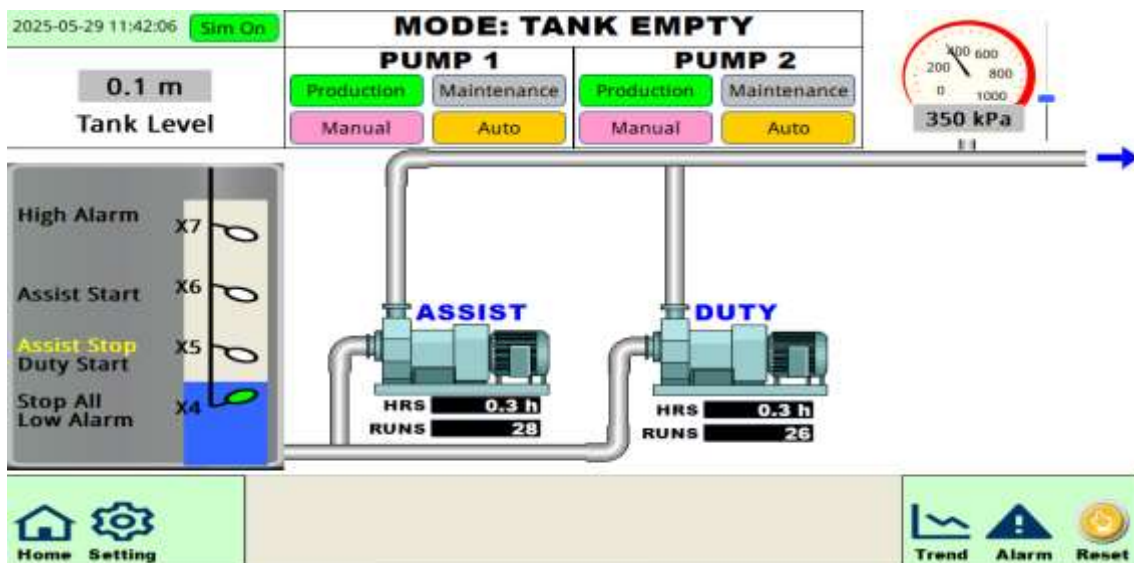 2025-05-29 11:42:06 Sim On
MODE: TANK EMPTY
0.1 m
Tank Level
PUMP 1
Production Maintenance
Manual Auto
PUMP 2
Production Maintenance
Manual Auto
0 200 400 600 800 1000
350 kPa
High Alarm X7
Assist Start X6
Assist Stop X5
Duty Start
Stop All X4
Low Alarm
ASSIST
HRS 0.3 h
RUNS 28
DUTY
HRS 0.3 h
RUNS 26
Home Setting
Trend Alarm Reset